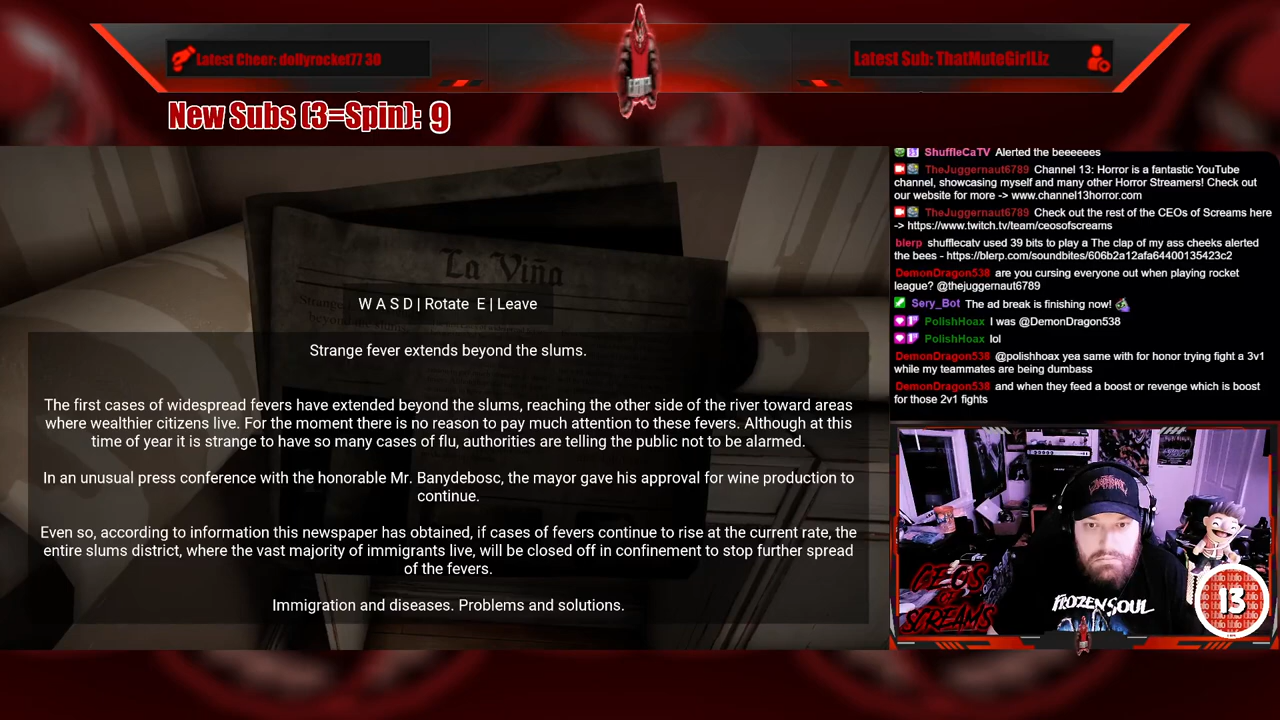 Latest Cheer: dollyrocket77 30
Latest Sub: ThatMuteGirlLiz
New Subs (3=Spin): 9
La Viña
W A S D | Rotate E | Leave
Strange fever extends beyond the slums.
The first cases of widespread fevers have extended beyond the slums, reaching the other side of the river toward areas
where wealthier citizens live. For the moment there is no reason to pay much attention to these fevers. Although at this
time of year it is strange to have so many cases of flu, authorities are telling the public not to be alarmed.
In an unusual press conference with the honorable Mr. Banydebosc, the mayor gave his approval for wine production to
continue.
Even so, according to information this newspaper has obtained, if cases of fevers continue to rise at the current rate, the
entire slums district, where the vast majority of immigrants live, will be closed off in confinement to stop further spread
of the fevers.
Immigration and diseases. Problems and solutions.
ShuffleCaTV Alerted the beeeeees
TheJuggernaut6789 Channel 13: Horror is a fantastic YouTube
channel, showcasing myself and many other Horror Streamers! Check out
our website for more -> www.channel13horror.com
TheJuggernaut6789 Check out the rest of the CEOs of Screams here
-> https://www.twitch.tv/team/ceosofscreams
blerp shufflecatv used 39 bits to play a The clap of my ass cheeks alerted
the bees - https://blerp.com/soundbites/606b2a12afa64400135423c2
DemonDragon538 are you cursing everyone out when playing rocket
league? @thejuggernaut6789
Sery_Bot The ad break is finishing now!
PolishHoax I was @DemonDragon538
PolishHoax lol
DemonDragon538 @polishhoax yea same with for honor trying fight a 3v1
while my teammates are being dumbass
DemonDragon538 and when they feed a boost or revenge which is boost
for those 2v1 fights
CEO'S
OF
SCREAMS
FROZEN SOUL
13